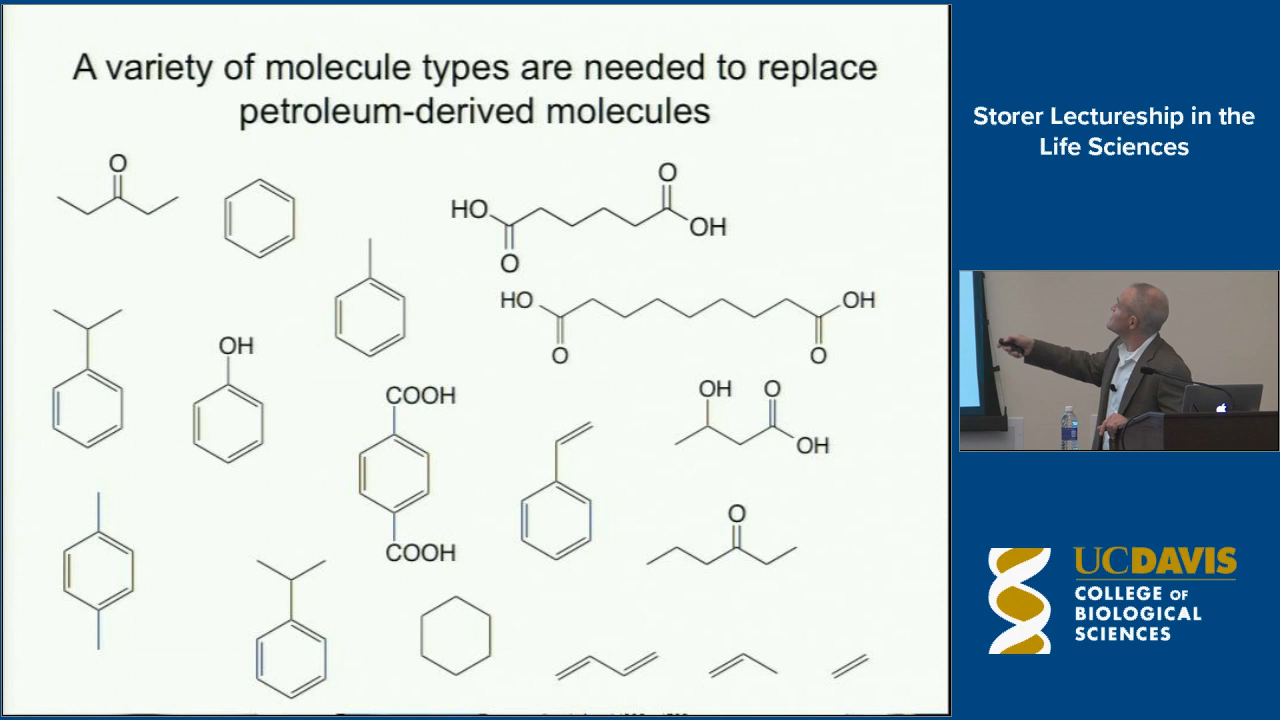 A variety of molecule types are needed to replace
petroleum-derived molecules
O
O
HO
OH
O
HO
OH
O
O
OH
COOH
OH
O
OH
O
COOH
Storer Lectureship in the
Life Sciences
UCDAVIS
COLLEGE OF
BIOLOGICAL
SCIENCES